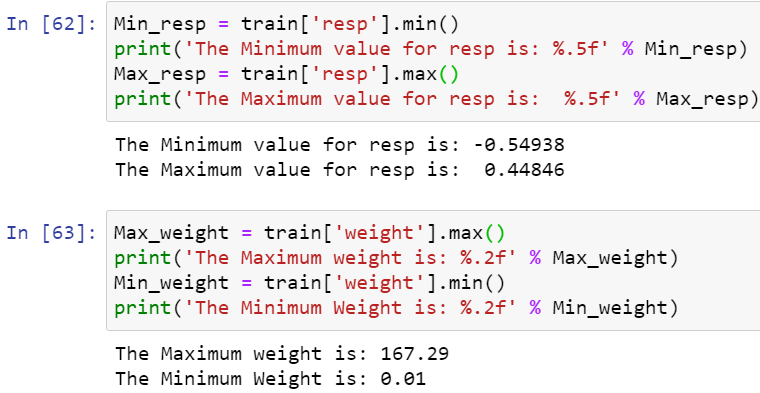 In [62]: Min_resp = train['resp'].min()
print('The Minimum value for resp is: %.5f' % Min_resp)
Max_resp = train['resp'].max()
print('The Maximum value for resp is:  %.5f' % Max_resp)
The Minimum value for resp is: -0.54938
The Maximum value for resp is:  0.44846
In [63]: Max_weight = train['weight'].max()
print('The Maximum weight is: %.2f' % Max_weight)
Min_weight = train['weight'].min()
print('The Minimum Weight is: %.2f' % Min_weight)
The Maximum weight is: 167.29
The Minimum Weight is: 0.01